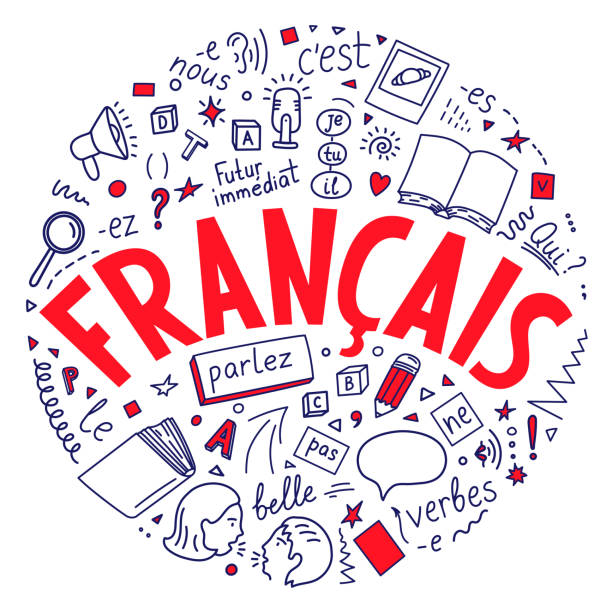 -e
nous
c'est
-es
D
T
A
je
tu
il
Futur
immédiat
( )
?
V
-ez
Qui?
FRANÇAIS
parlez
P
le
B
C
A
,
ne
!
pas
belle
verbes
-e